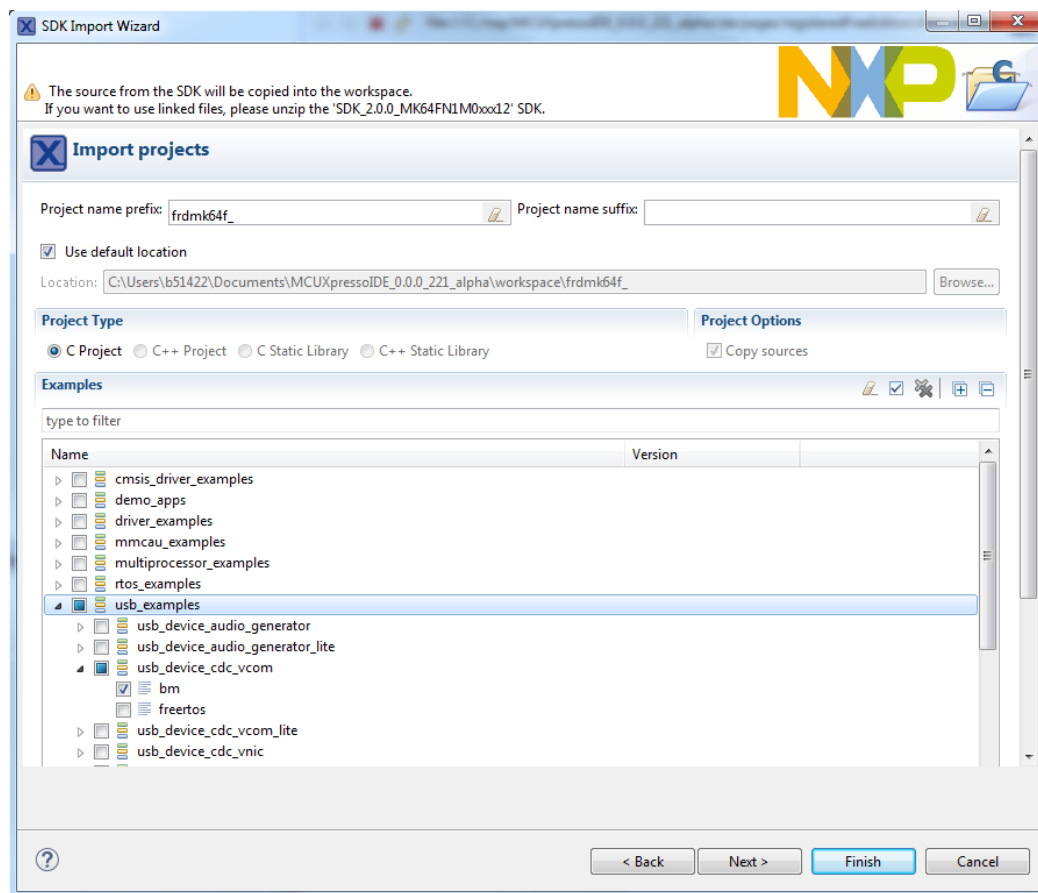 SDK Import Wizard
The source from the SDK will be copied into the workspace.
If you want to use linked files, please unzip the 'SDK_2.0.0_MK64FN1M0xxx12' SDK.
NXP
Import projects
Project name prefix: frdmk64f_ Project name suffix:
Use default location
Location: C:\Users\b51422\Documents\MCUXpressoIDE_0.0.0_221_alpha\workspace\frdmk64f_ Browse...
Project Type Project Options
C Project C++ Project C Static Library C++ Static Library Copy sources
Examples
type to filter
Name Version
cmsis_driver_examples
demo_apps
driver_examples
mmcau_examples
multiprocessor_examples
rtos_examples
usb_examples
usb_device_audio_generator
usb_device_audio_generator_lite
usb_device_cdc_vcom
bm
freertos
usb_device_cdc_vcom_lite
usb_device_cdc_vnic
< Back Next > Finish Cancel